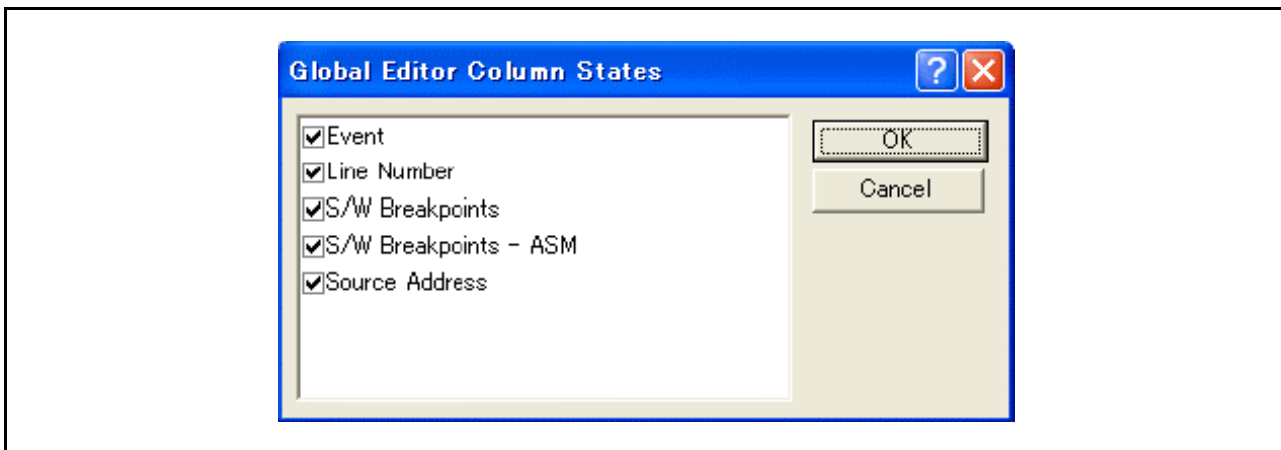 Global Editor Column States
Event
Line Number
S/W Breakpoints
S/W Breakpoints - ASM
Source Address
OK
Cancel